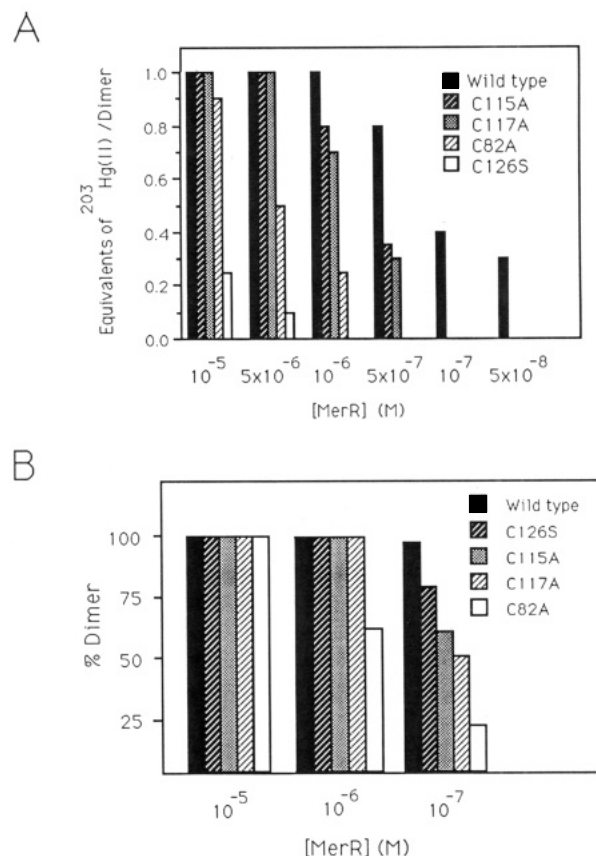 A
Equivalents of ²⁰³Hg(II) /Dimer
1.0
0.8
0.6
0.4
0.2
0.0
Wild type
C115A
C117A
C82A
C126S
10⁻⁵ 5x10⁻⁶ 10⁻⁶ 5x10⁻⁷ 10⁻⁷ 5x10⁻⁸
[MerR] (M)
B
% Dimer
100
75
50
25
Wild type
C126S
C115A
C117A
C82A
10⁻⁵ 10⁻⁶ 10⁻⁷
[MerR] (M)